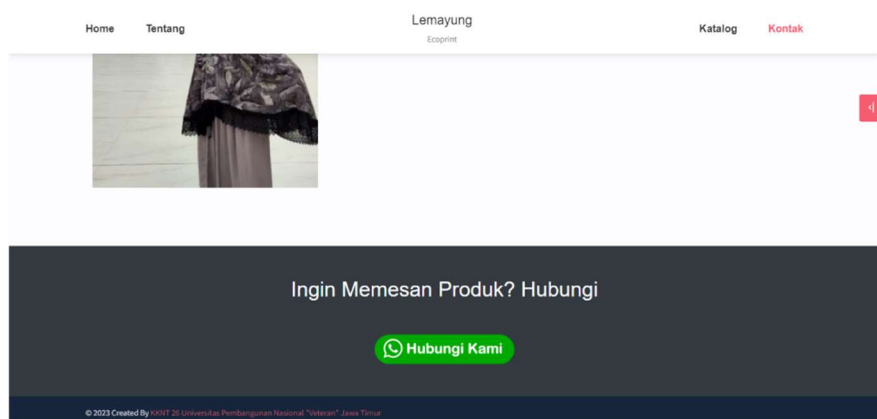 Home Tentang Lemayung Katalog Kontak
Ecoprint
Ingin Memesan Produk? Hubungi
Hubungi Kami
© 2023 Created By KKNT 26 Universitas Pembangunan Nasional "Veteran" Jawa Timur